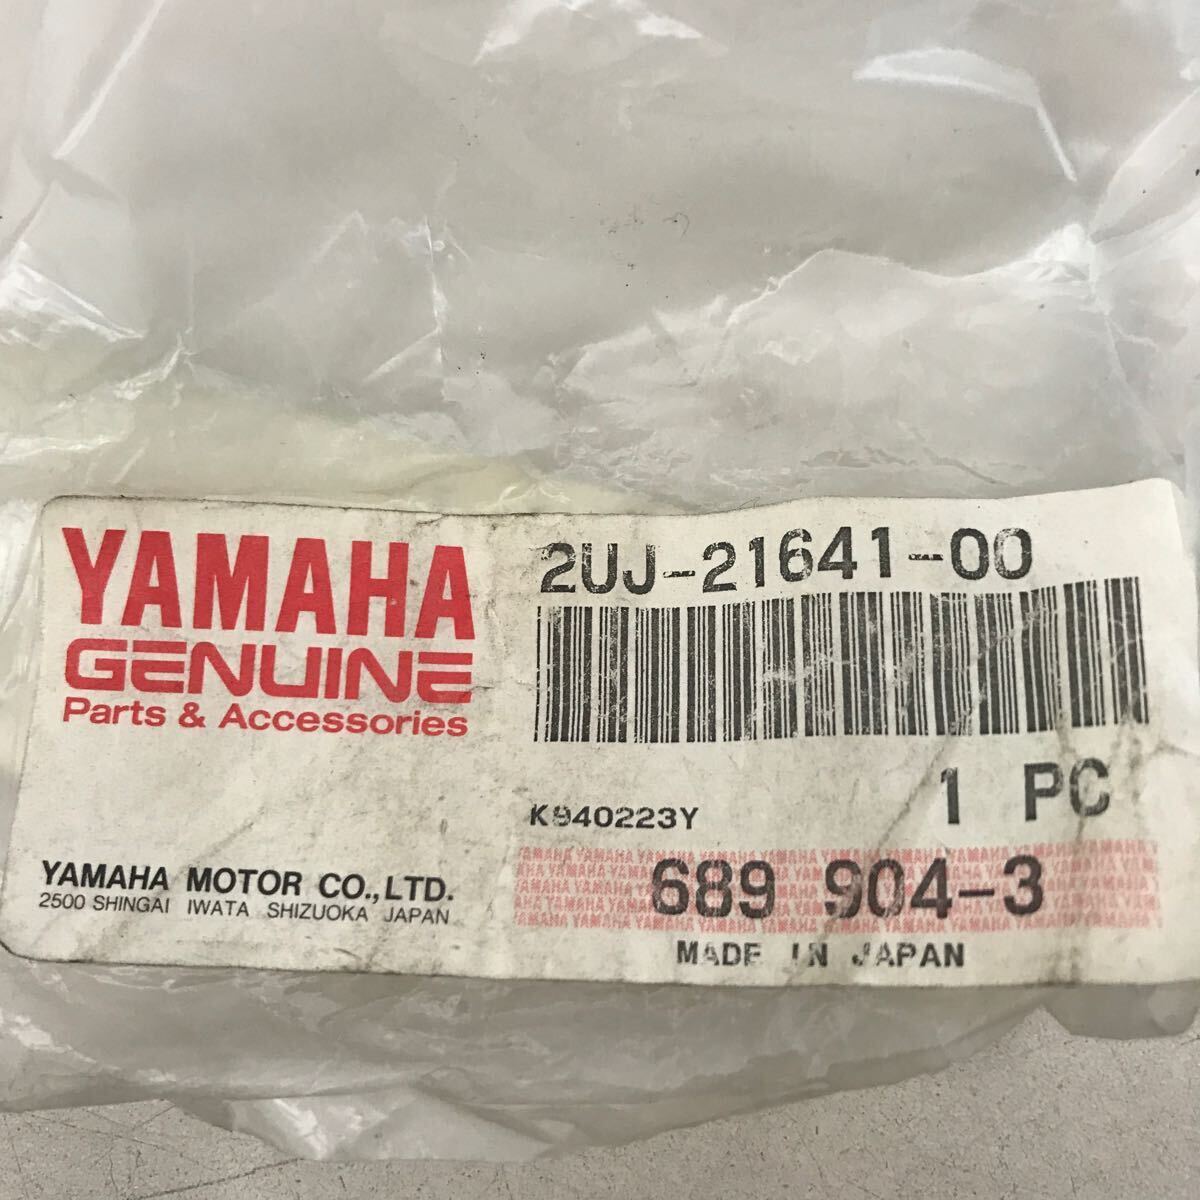 YAMAHA
GENUINE
Parts & Accessories
YAMAHA MOTOR CO.,LTD.
2500 SHINGAI IWATA SHIZUOKA JAPAN
2UJ-21641-00
1 PC
K940223Y
689 904-3
MADE IN JAPAN